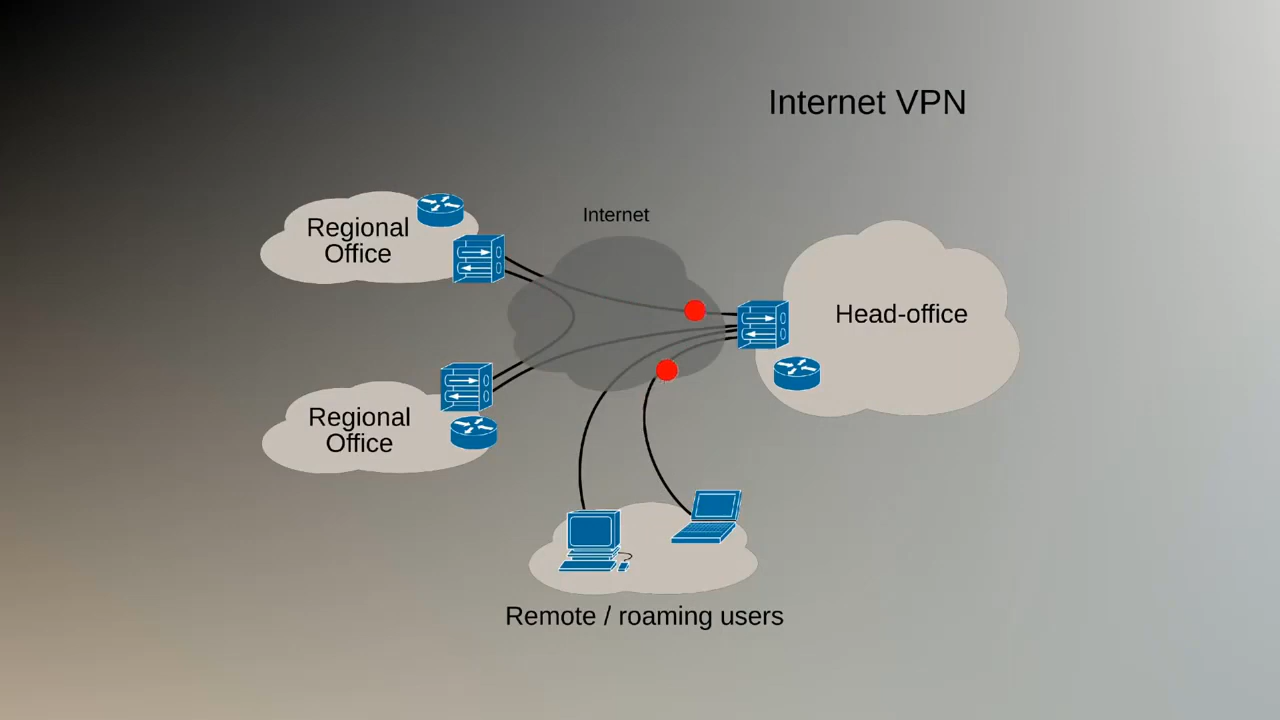 Internet VPN
Internet
Regional
Office
Head-office
Regional
Office
Remote / roaming users